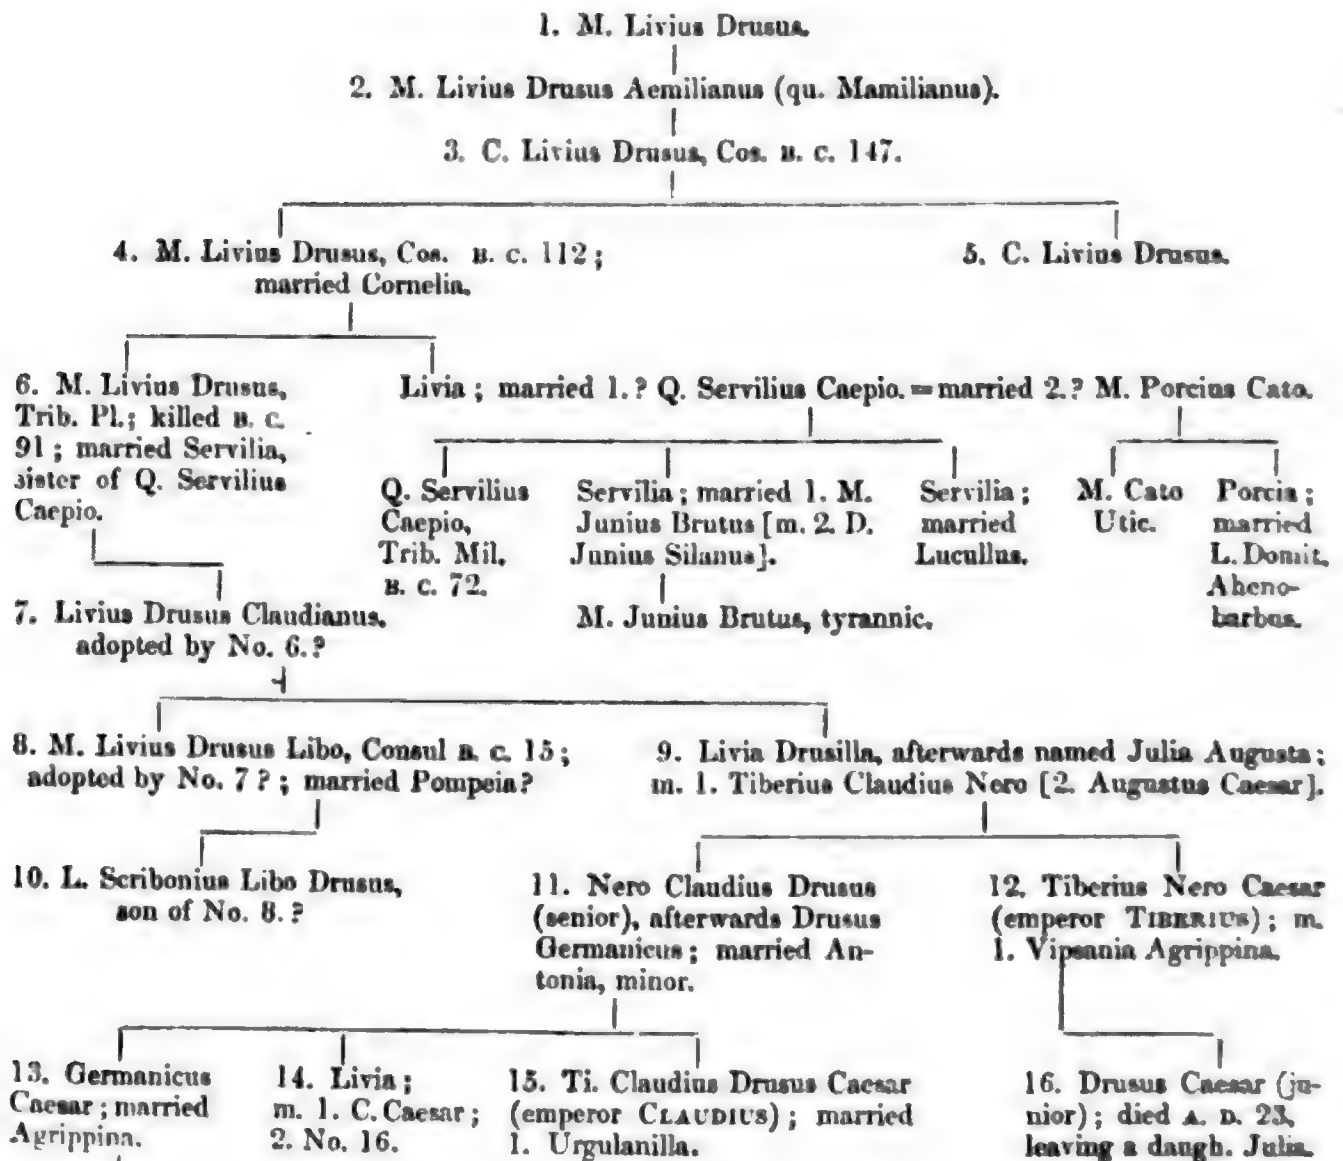 1. M. Livius Drusus.
2. M. Livius Drusus Aemilianus (qu. Mamilianus).
3. C. Livius Drusus, Cos. B. C. 147.
4. M. Livius Drusus, Cos. B. C. 112;
married Cornelia.
5. C. Livius Drusus.
6. M. Livius Drusus,
Trib. Pl.; killed B. C.
91; married Servilia,
sister of Q. Servilius
Caepio.
Livia; married 1.? Q. Servilius Caepio. = married 2.? M. Porcius Cato.
Q. Servilius
Caepio,
Trib. Mil.
B. C. 72.
Servilia; married 1. M.
Junius Brutus [m. 2. D.
Junius Silanus].
M. Junius Brutus, tyrannic.
Servilia;
married
Lucullus.
M. Cato
Utic.
Porcia;
married
L. Domit.
Aheno-
barbus.
7. Livius Drusus Claudianus,
adopted by No. 6.?
8. M. Livius Drusus Libo, Consul B. C. 15;
adopted by No. 7?; married Pompeia?
9. Livia Drusilla, afterwards named Julia Augusta;
m. 1. Tiberius Claudius Nero [2. Augustus Caesar].
10. L. Scribonius Libo Drusus,
son of No. 8.?
11. Nero Claudius Drusus
(senior), afterwards Drusus
Germanicus; married An-
tonia, minor.
12. Tiberius Nero Caesar
(emperor TIBERIUS); m.
1. Vipsania Agrippina.
13. Germanicus
Caesar; married
Agrippina.
14. Livia;
m. 1. C. Caesar;
2. No. 16.
15. Ti. Claudius Drusus Caesar
(emperor CLAUDIUS); married
1. Urgulanilla.
16. Drusus Caesar (ju-
nior); died A. D. 23,
leaving a daugh. Julia.